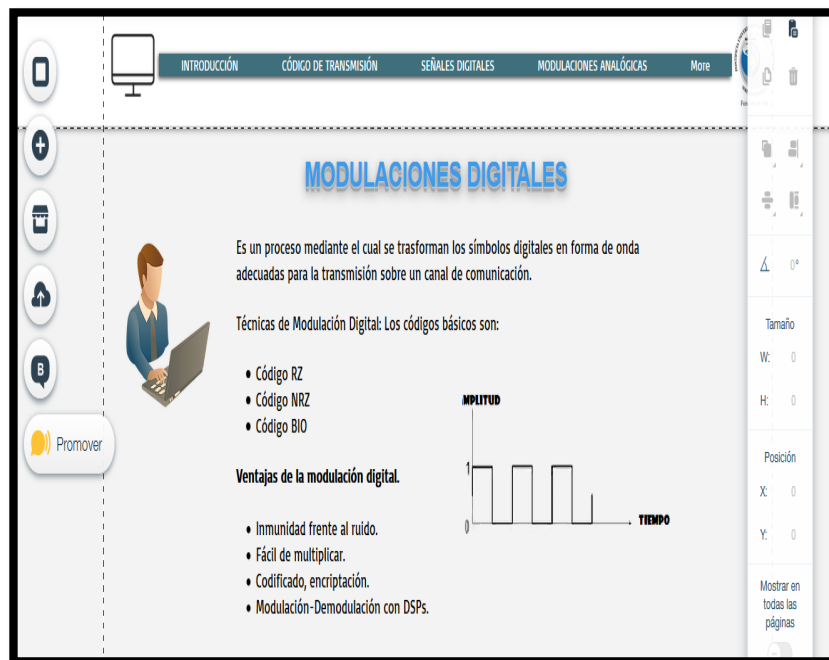 INTRODUCCIÓN CÓDIGO DE TRANSMISIÓN SEÑALES DIGITALES MODULACIONES ANALÓGICAS More
MODULACIONES DIGITALES
Es un proceso mediante el cual se trasforman los símbolos digitales en forma de onda
adecuadas para la transmisión sobre un canal de comunicación.
Técnicas de Modulación Digital: Los códigos básicos son:
• Código RZ
• Código NRZ
• Código BIO
Ventajas de la modulación digital.
• Inmunidad frente al ruido.
• Fácil de multiplicar.
• Codificado, encriptación.
• Modulación-Demodulación con DSPs.
MPLITUD
1
0
TIEMPO
B
Promover
0°
Tamaño
W: 0
H: 0
Posición
X: 0
Y: 0
Mostrar en
todas las
páginas